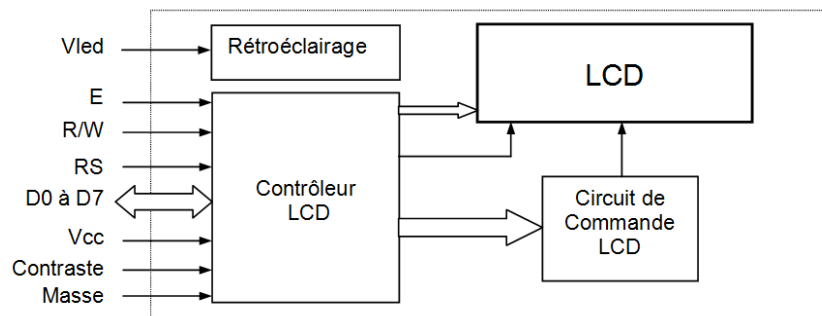 Vled
Rétroéclairage
LCD
E
R/W
RS
D0 à D7
Vcc
Contraste
Masse
Contrôleur
LCD
Circuit de
Commande
LCD